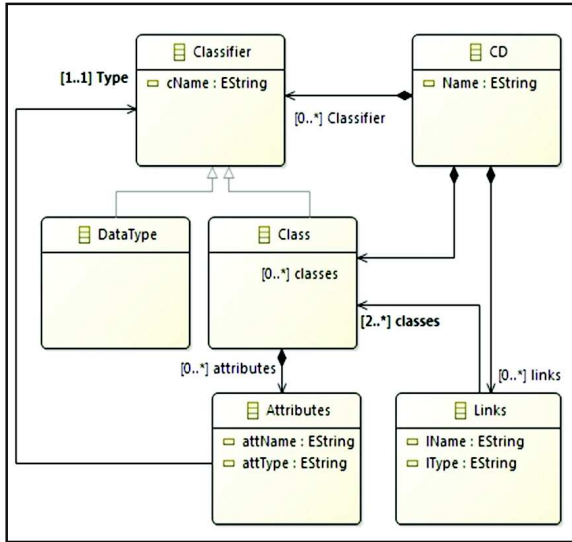 Classifier
CD
[1..1] Type
cName : EString
Name : EString
[0..*] Classifier
DataType
Class
[0..*] classes
[2..*] classes
[0..*] attributes
[0..*] links
Attributes
Links
attName : EString
lName : EString
attType : EString
lType : EString